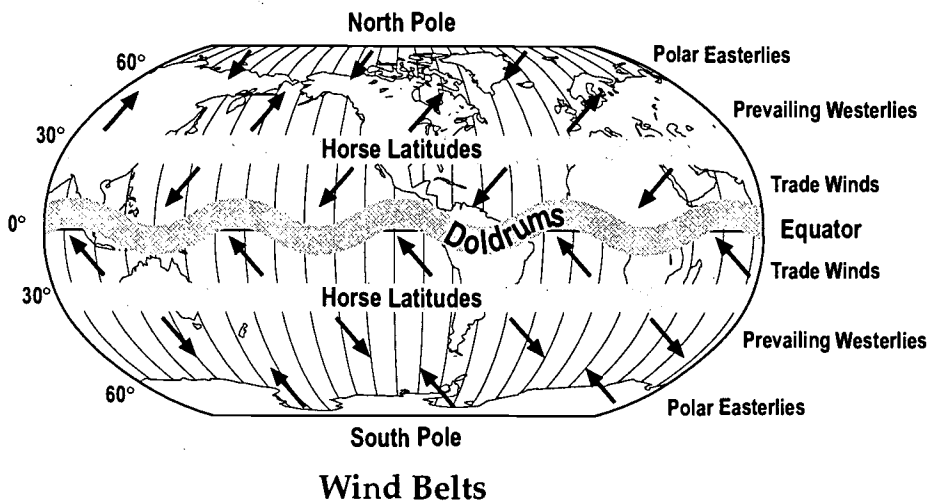 North Pole
60°
Polar Easterlies
Prevailing Westerlies
30°
Horse Latitudes
Trade Winds
0°
Doldrums
Equator
Trade Winds
30°
Horse Latitudes
Prevailing Westerlies
60°
Polar Easterlies
South Pole
Wind Belts